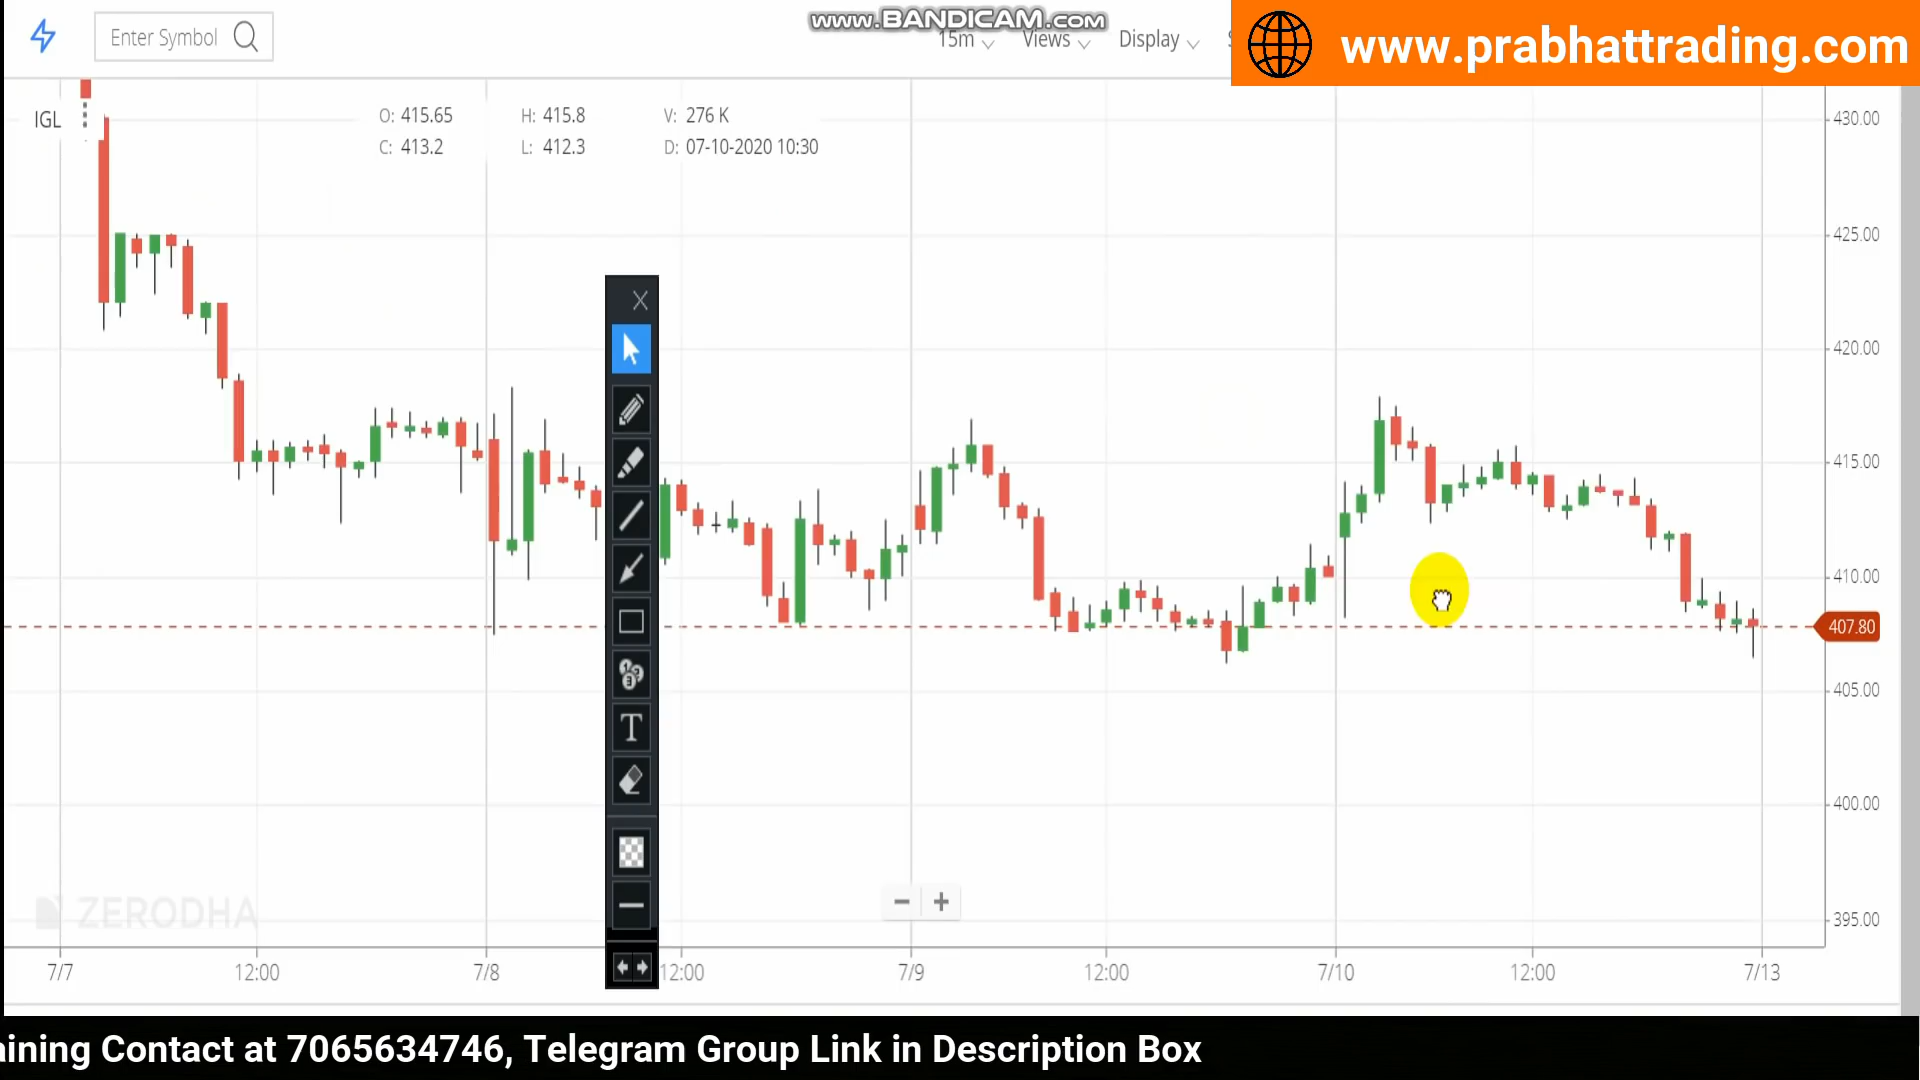 www.BANDICAM.com
Enter Symbol
15m
Views
Display
www.prabhattrading.com
IGL
O: 415.65 H: 415.8 V: 276 K
C: 413.2 L: 412.3 D: 07-10-2020 10:30
430.00
425.00
420.00
415.00
410.00
407.80
405.00
400.00
395.00
T
ZERODHA
7/7 12:00 7/8 12:00 7/9 12:00 7/10 12:00 7/13
aining Contact at 7065634746, Telegram Group Link in Description Box